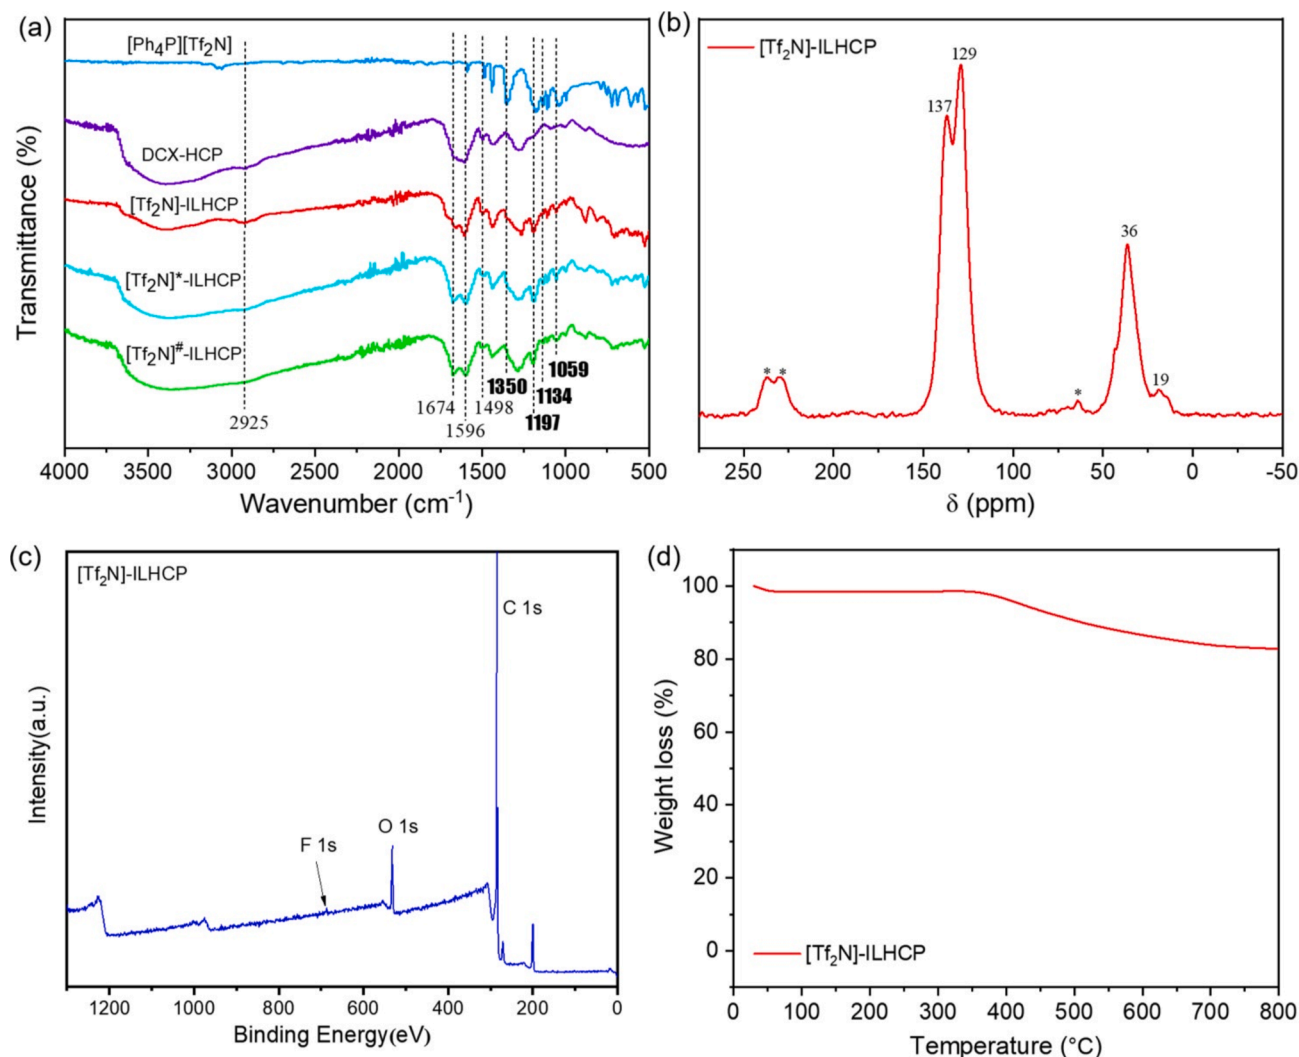 (a)
[Ph₄P][Tf₂N]
DCX-HCP
[Tf₂N]-ILHCP
[Tf₂N]*-ILHCP
[Tf₂N]#-ILHCP
2925
1674
1596
1498
1350
1197
1134
1059
4000 3500 3000 2500 2000 1500 1000 500
Wavenumber (cm⁻¹)
Transmittance (%)
(b)
[Tf₂N]-ILHCP
129
137
36
19
* *
*
250 200 150 100 50 0 -50
δ (ppm)
(c)
[Tf₂N]-ILHCP
C 1s
O 1s
F 1s
1200 1000 800 600 400 200 0
Binding Energy(eV)
Intensity(a.u.)
(d)
100
80
60
40
20
0
[Tf₂N]-ILHCP
0 100 200 300 400 500 600 700 800
Temperature (°C)
Weight loss (%)